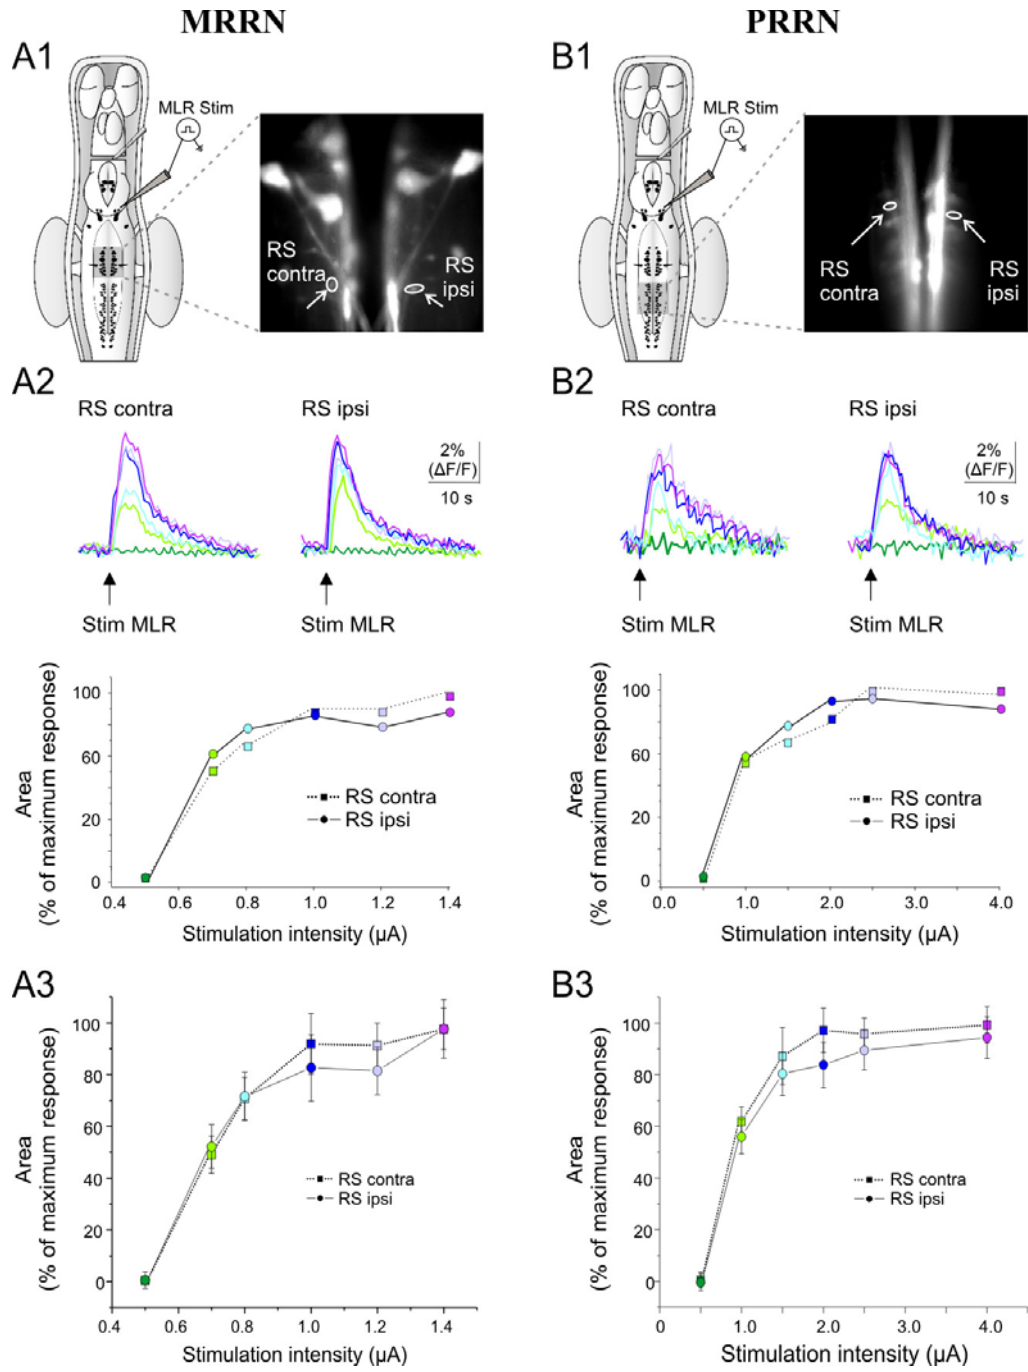 MRRN
PRRN
A1
MLR Stim
RS contra
RS ipsi
B1
MLR Stim
RS contra
RS ipsi
A2
RS contra
RS ipsi
2%
(ΔF/F)
10 s
Stim MLR
Stim MLR
B2
RS contra
RS ipsi
2%
(ΔF/F)
10 s
Stim MLR
Stim MLR
Area
(% of maximum response)
100
60
20
0
RS contra
RS ipsi
0.4 0.6 0.8 1.0 1.2 1.4
Stimulation intensity (µA)
Area
(% of maximum response)
100
60
20
0
RS contra
RS ipsi
0.0 1.0 2.0 3.0 4.0
Stimulation intensity (µA)
A3
Area
(% of maximum response)
100
80
60
40
20
0
RS contra
RS ipsi
0.4 0.6 0.8 1.0 1.2 1.4
Stimulation intensity (µA)
B3
Area
(% of maximum response)
100
80
60
40
20
0
RS contra
RS ipsi
0 1.0 2.0 3.0 4.0
Stimulation intensity (µA)